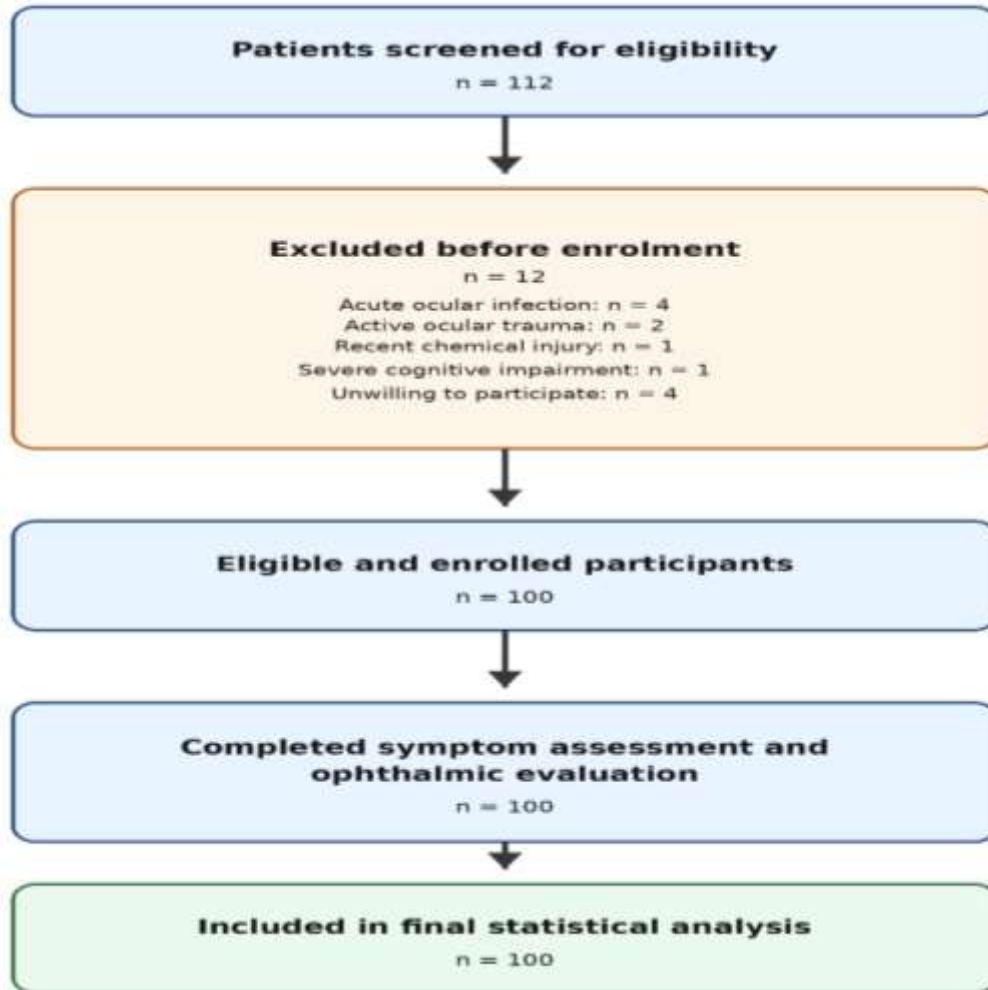 Patients screened for eligibility
n = 112
Excluded before enrolment
n = 12
Acute ocular infection: n = 4
Active ocular trauma: n = 2
Recent chemical injury: n = 1
Severe cognitive impairment: n = 1
Unwilling to participate: n = 4
Eligible and enrolled participants
n = 100
Completed symptom assessment and
ophthalmic evaluation
n = 100
Included in final statistical analysis
n = 100